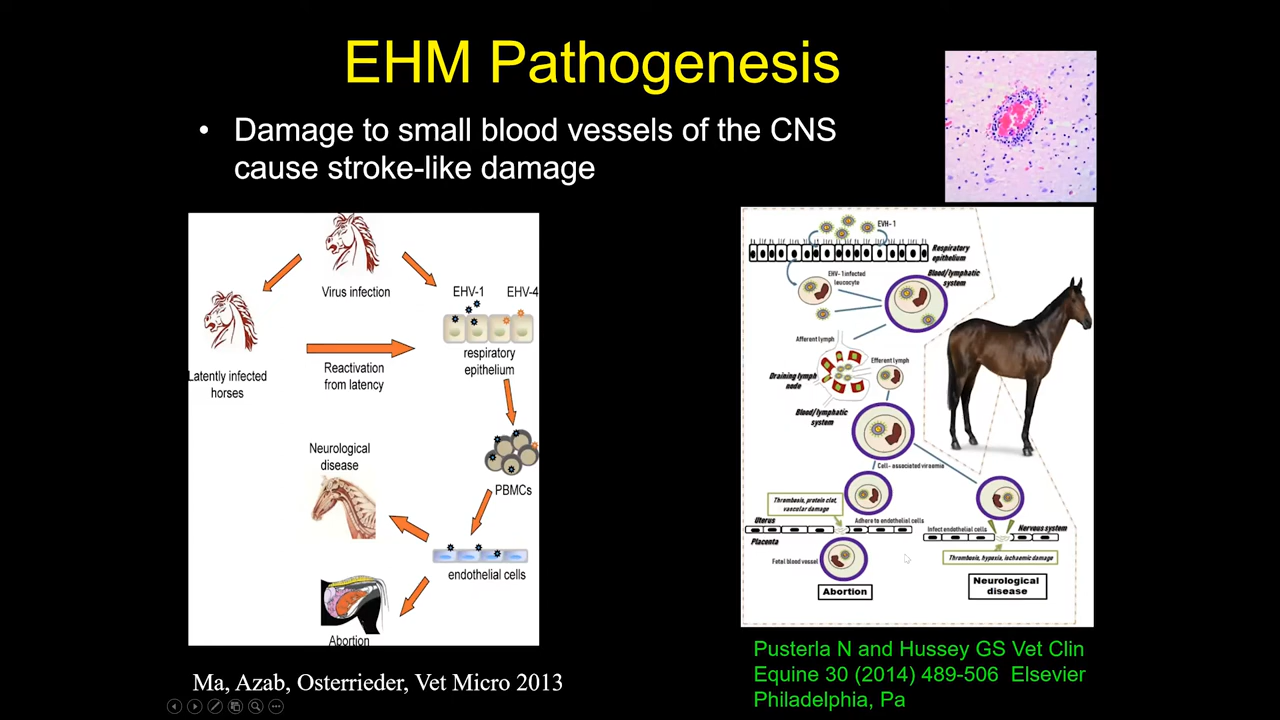 EHM Pathogenesis
• Damage to small blood vessels of the CNS
cause stroke-like damage
Virus infection
EHV-1
EHV-4
respiratory
epithelium
Latently infected
horses
Reactivation
from latency
PBMCs
Neurological
disease
endothelial cells
Abortion
Ma, Azab, Osterrieder, Vet Micro 2013
EVH- 1
Respiratory
epithelium
EHV- 1 infected
leucocyte
Blood/lymphatic
system
Afferent lymph
Efferent lymph
Draining lymph
node
Blood/lymphatic
system
Cell- associated viraemia
Thrombosis, protein clot,
vascular damage
Uterus
Adhere to endothelial cells
Placenta
Fetal blood vessel
Abortion
Infect endothelial cells
Nervous system
Thrombosis, hypoxia, ischaemic damage
Neurological
disease
Pusterla N and Hussey GS Vet Clin
Equine 30 (2014) 489-506 Elsevier
Philadelphia, Pa